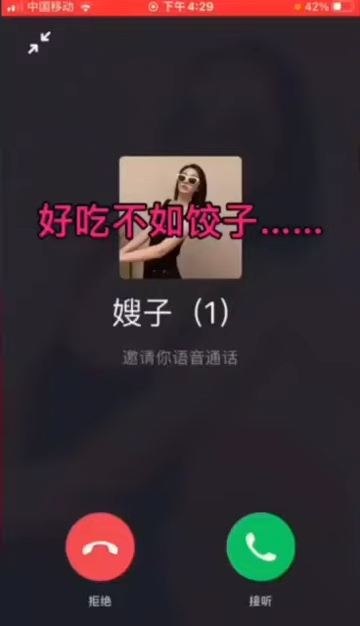 中国移动 下午4:29 42%
好吃不如饺子……
嫂子（1）
邀请你语音通话
拒绝 接听